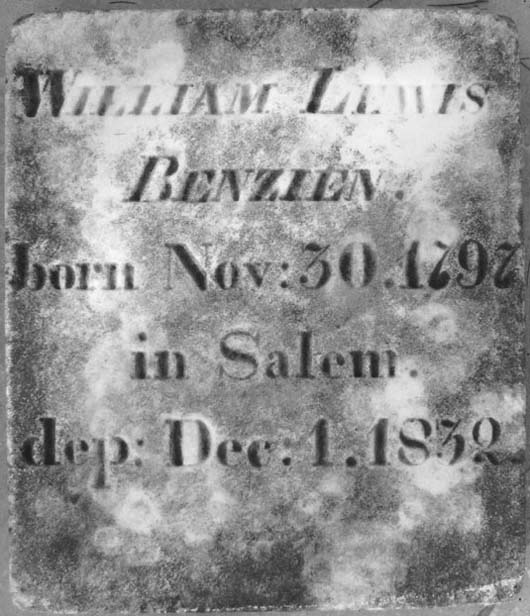 WILLIAM LEWIS
BENZIEN.
born Nov: 30. 1797
in Salem.
dep: Dec: 1. 1832